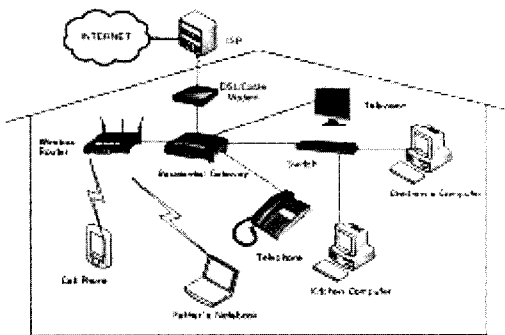 INTERNET
ISP
DSL/Cable
Modem
Television
Wireless
Router
Switch
Residential Gateway
Children's Computer
Telephone
Cell Phone
Kitchen Computer
Father's Notebook